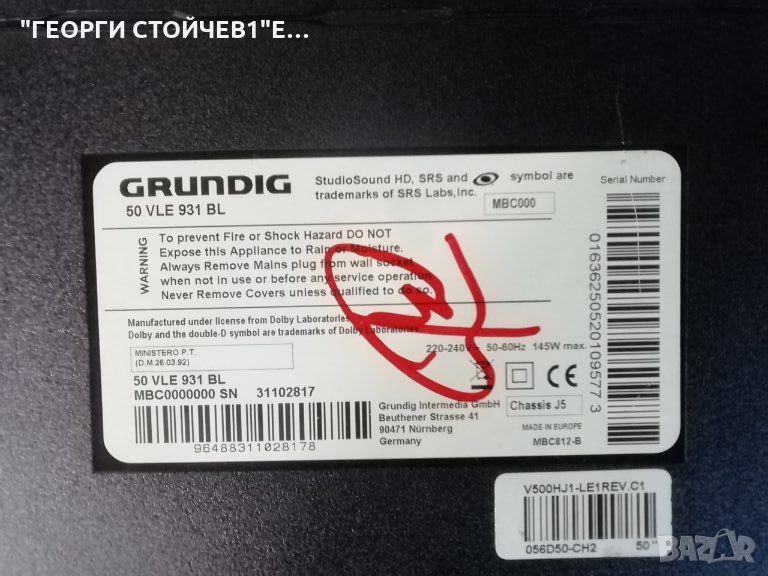 "ГЕОРГИ СТОЙЧЕВ1"Е...
GRUNDIG
50 VLE 931 BL
StudioSound HD, SRS and symbol are
trademarks of SRS Labs,Inc.
MBC000
Serial Number
WARNING
To prevent Fire or Shock Hazard DO NOT
Expose this Appliance to Rain or Moisture.
Always Remove Mains plug from wall socket
when not in use or before any service operation.
Never Remove Covers unless qualified to do so.
Manufactured under license from Dolby Laboratories.
Dolby and the double-D symbol are trademarks of Dolby Laboratories.
MINISTERO P.T.
(D.M.26.03.92)
220-240V~ 50-60Hz 145W max.
50 VLE 931 BL
MBC0000000 SN 31102817
96488311028178
Grundig Intermedia GmbH
Beuthener Strasse 41
90471 Nürnberg
Germany
Chassis J5
CE
MADE IN EUROPE
MBC812-B
01636250520109577 3
V500HJ1-LE1REV.C1
056D50-CH2 50"
BAZAR